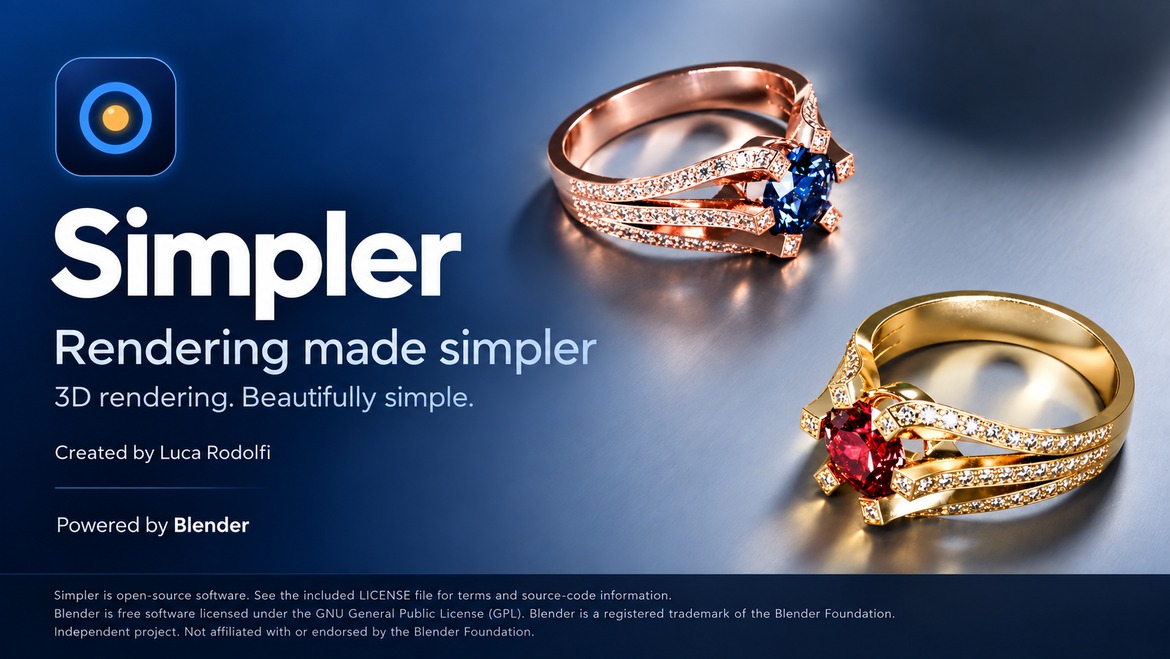 Simpler
Rendering made simpler
3D rendering. Beautifully simple.
Created by Luca Rodolfi
Powered by Blender
Simpler is open-source software. See the included LICENSE file for terms and source-code information.
Blender is free software licensed under the GNU General Public License (GPL). Blender is a registered trademark of the Blender Foundation.
Independent project. Not affiliated with or endorsed by the Blender Foundation.